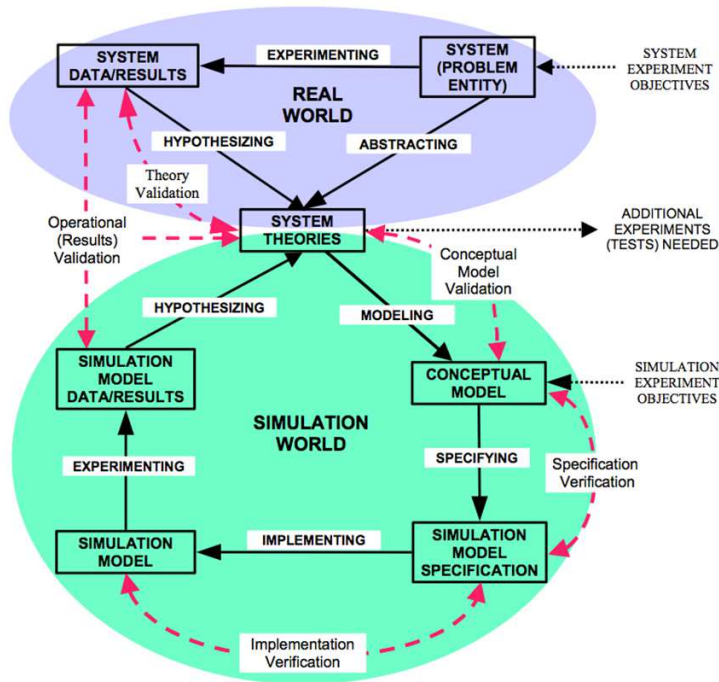 SYSTEM
DATA/RESULTS
EXPERIMENTING
SYSTEM
(PROBLEM
ENTITY)
SYSTEM
EXPERIMENT
OBJECTIVES
REAL
WORLD
HYPOTHESIZING
ABSTRACTING
Theory
Validation
Operational
(Results)
Validation
SYSTEM
THEORIES
ADDITIONAL
EXPERIMENTS
(TESTS) NEEDED
Conceptual
Model
Validation
HYPOTHESIZING
MODELING
SIMULATION
MODEL
DATA/RESULTS
CONCEPTUAL
MODEL
SIMULATION
EXPERIMENT
OBJECTIVES
SIMULATION
WORLD
EXPERIMENTING
SPECIFYING
Specification
Verification
SIMULATION
MODEL
IMPLEMENTING
SIMULATION
MODEL
SPECIFICATION
Implementation
Verification